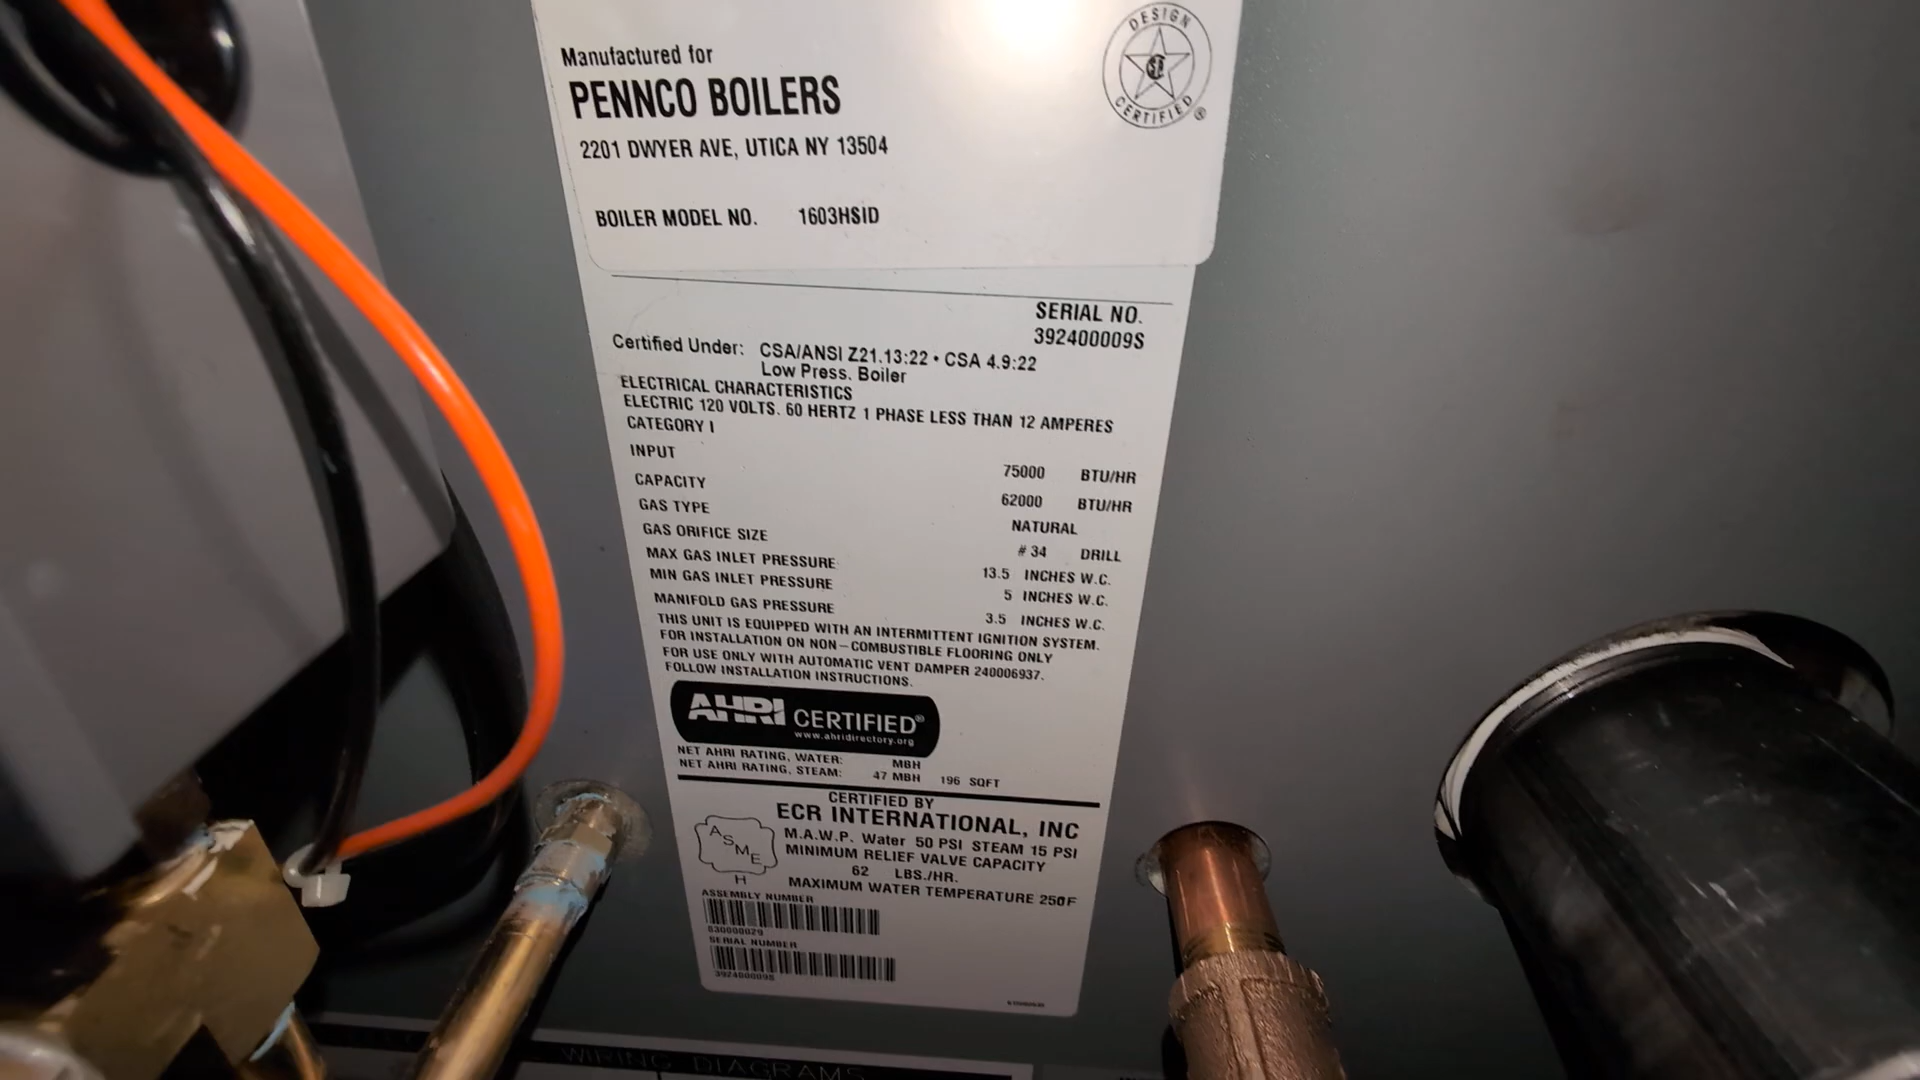 DESIGN
CERTIFIED ®
Manufactured for
PENNCO BOILERS
2201 DWYER AVE, UTICA NY 13504
BOILER MODEL NO. 1603HSID
SERIAL NO.
392400009S
Certified Under: CSA/ANSI Z21.13:22 • CSA 4.9:22
Low Press. Boiler
ELECTRICAL CHARACTERISTICS
ELECTRIC 120 VOLTS. 60 HERTZ 1 PHASE LESS THAN 12 AMPERES
CATEGORY I
INPUT 75000 BTU/HR
CAPACITY 62000 BTU/HR
GAS TYPE NATURAL
GAS ORIFICE SIZE # 34 DRILL
MAX GAS INLET PRESSURE 13.5 INCHES W.C.
MIN GAS INLET PRESSURE 5 INCHES W.C.
MANIFOLD GAS PRESSURE 3.5 INCHES W.C.
THIS UNIT IS EQUIPPED WITH AN INTERMITTENT IGNITION SYSTEM.
FOR INSTALLATION ON NON-COMBUSTIBLE FLOORING ONLY
FOR USE ONLY WITH AUTOMATIC VENT DAMPER 240006937.
FOLLOW INSTALLATION INSTRUCTIONS.
AHRI CERTIFIED®
www.ahridirectory.org
NET AHRI RATING, WATER: MBH
NET AHRI RATING, STEAM: 47 MBH 196 SQFT
CERTIFIED BY
ECR INTERNATIONAL, INC
ASME
H
M.A.W.P. Water 50 PSI STEAM 15 PSI
MINIMUM RELIEF VALVE CAPACITY
62 LBS./HR.
MAXIMUM WATER TEMPERATURE 250F
ASSEMBLY NUMBER
830000029
SERIAL NUMBER
392400009S
WIRING DIAGRAMS